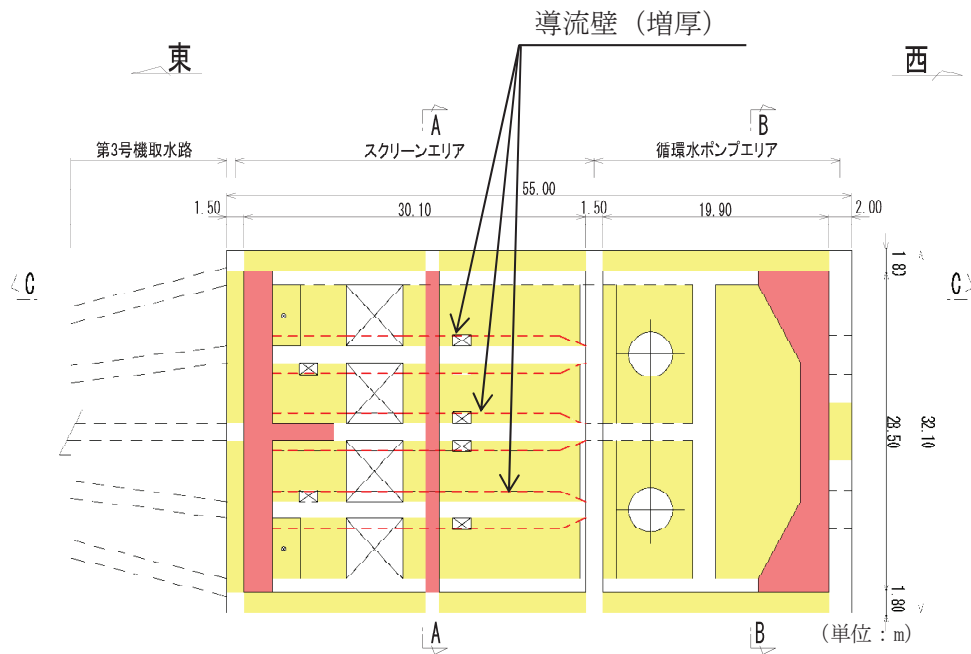 導流壁（増厚）
東
西
A
B
第3号機取水路
スクリーンエリア
循環水ポンプエリア
55.00
1.50
30.10
1.50
19.90
2.00
1.80
C
C
28.50
32.10
1.80
A
B
(単位：m)